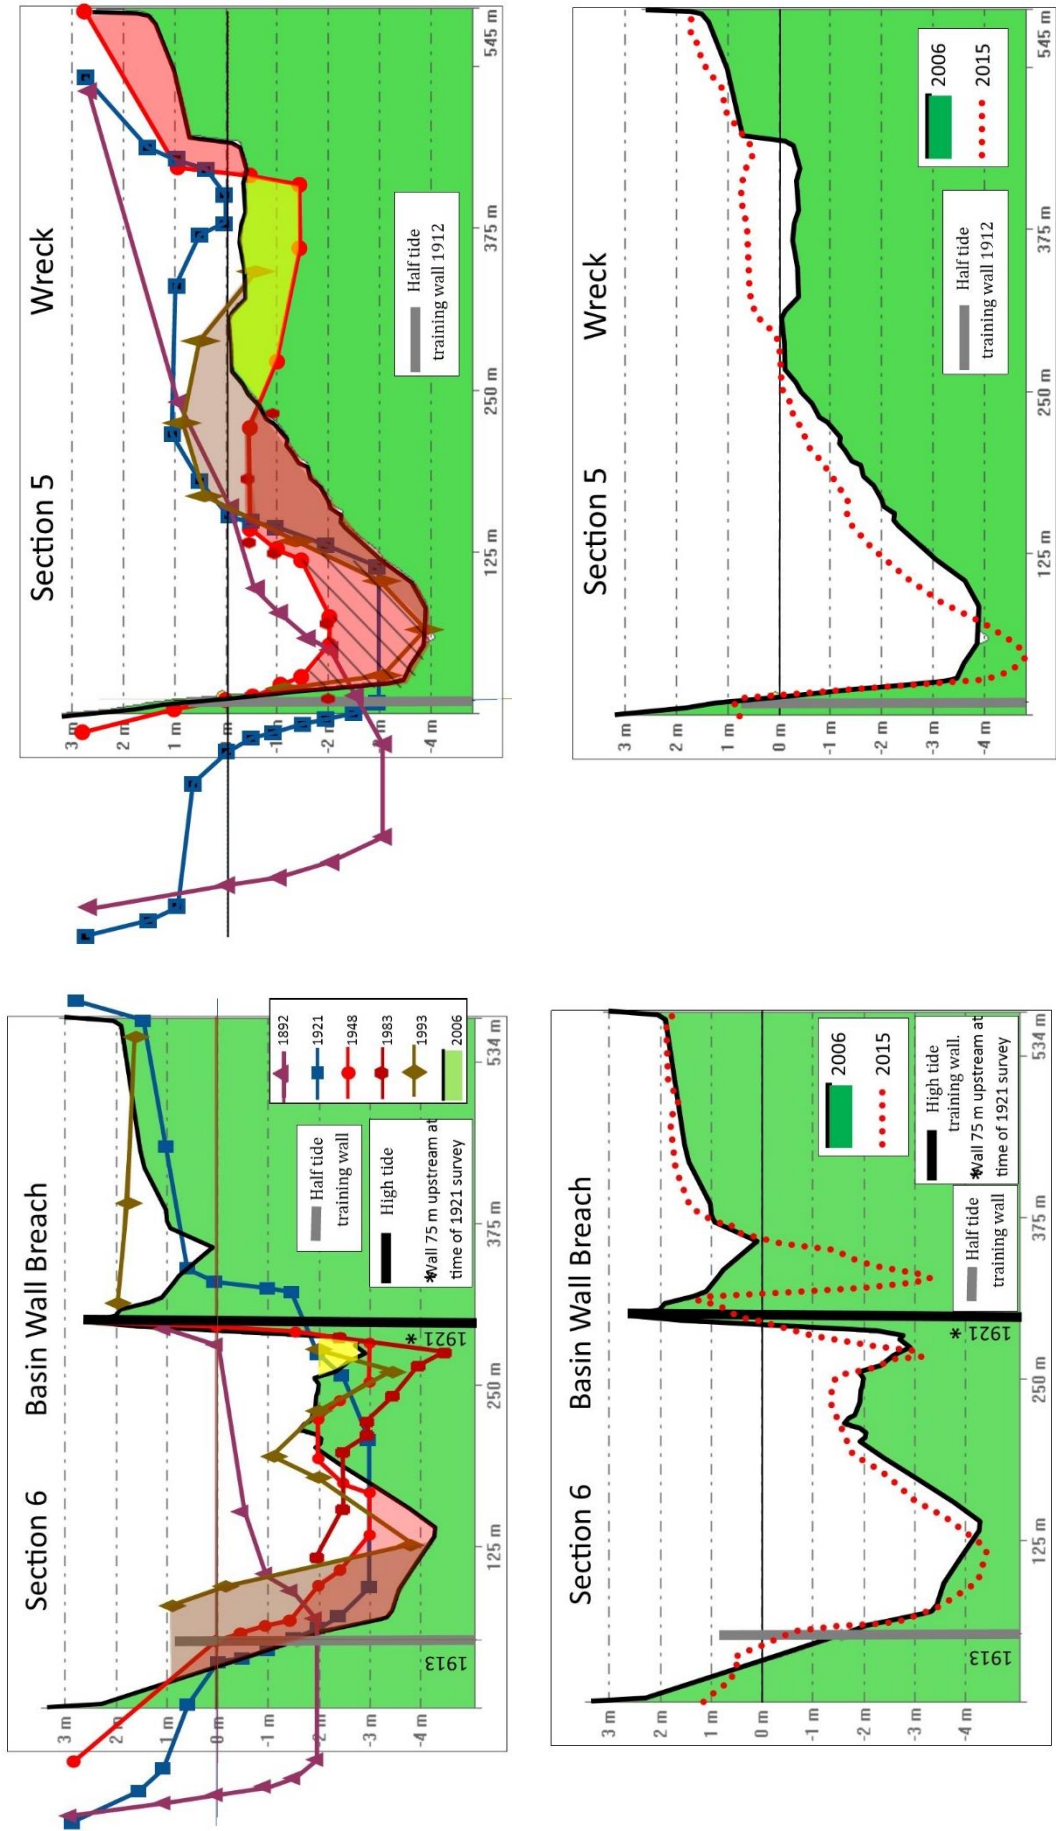 Section 6 Basin Wall Breach
3 m
2 m
1 m
0 m
-1 m
-2 m
-3 m
-4 m
125 m
250 m
375 m
534 m
1913
1921
*
1892
1921
1948
1983
1993
2006
Half tide
training wall
High tide
*Wall 75 m upstream at
time of 1921 survey
Section 5 Wreck
3 m
2 m
1 m
0 m
-1 m
-2 m
-3 m
-4 m
125 m
250 m
375 m
545 m
Half tide
training wall 1912
Section 6 Basin Wall Breach
3 m
2 m
1 m
0 m
-1 m
-2 m
-3 m
-4 m
125 m
250 m
375 m
534 m
1913
1921
*
2006
2015
Half tide
training wall
High tide
training wall.
*Wall 75 m upstream at
time of 1921 survey
Section 5 Wreck
3 m
2 m
1 m
0 m
-1 m
-2 m
-3 m
-4 m
125 m
250 m
375 m
545 m
Half tide
training wall 1912
2006
2015